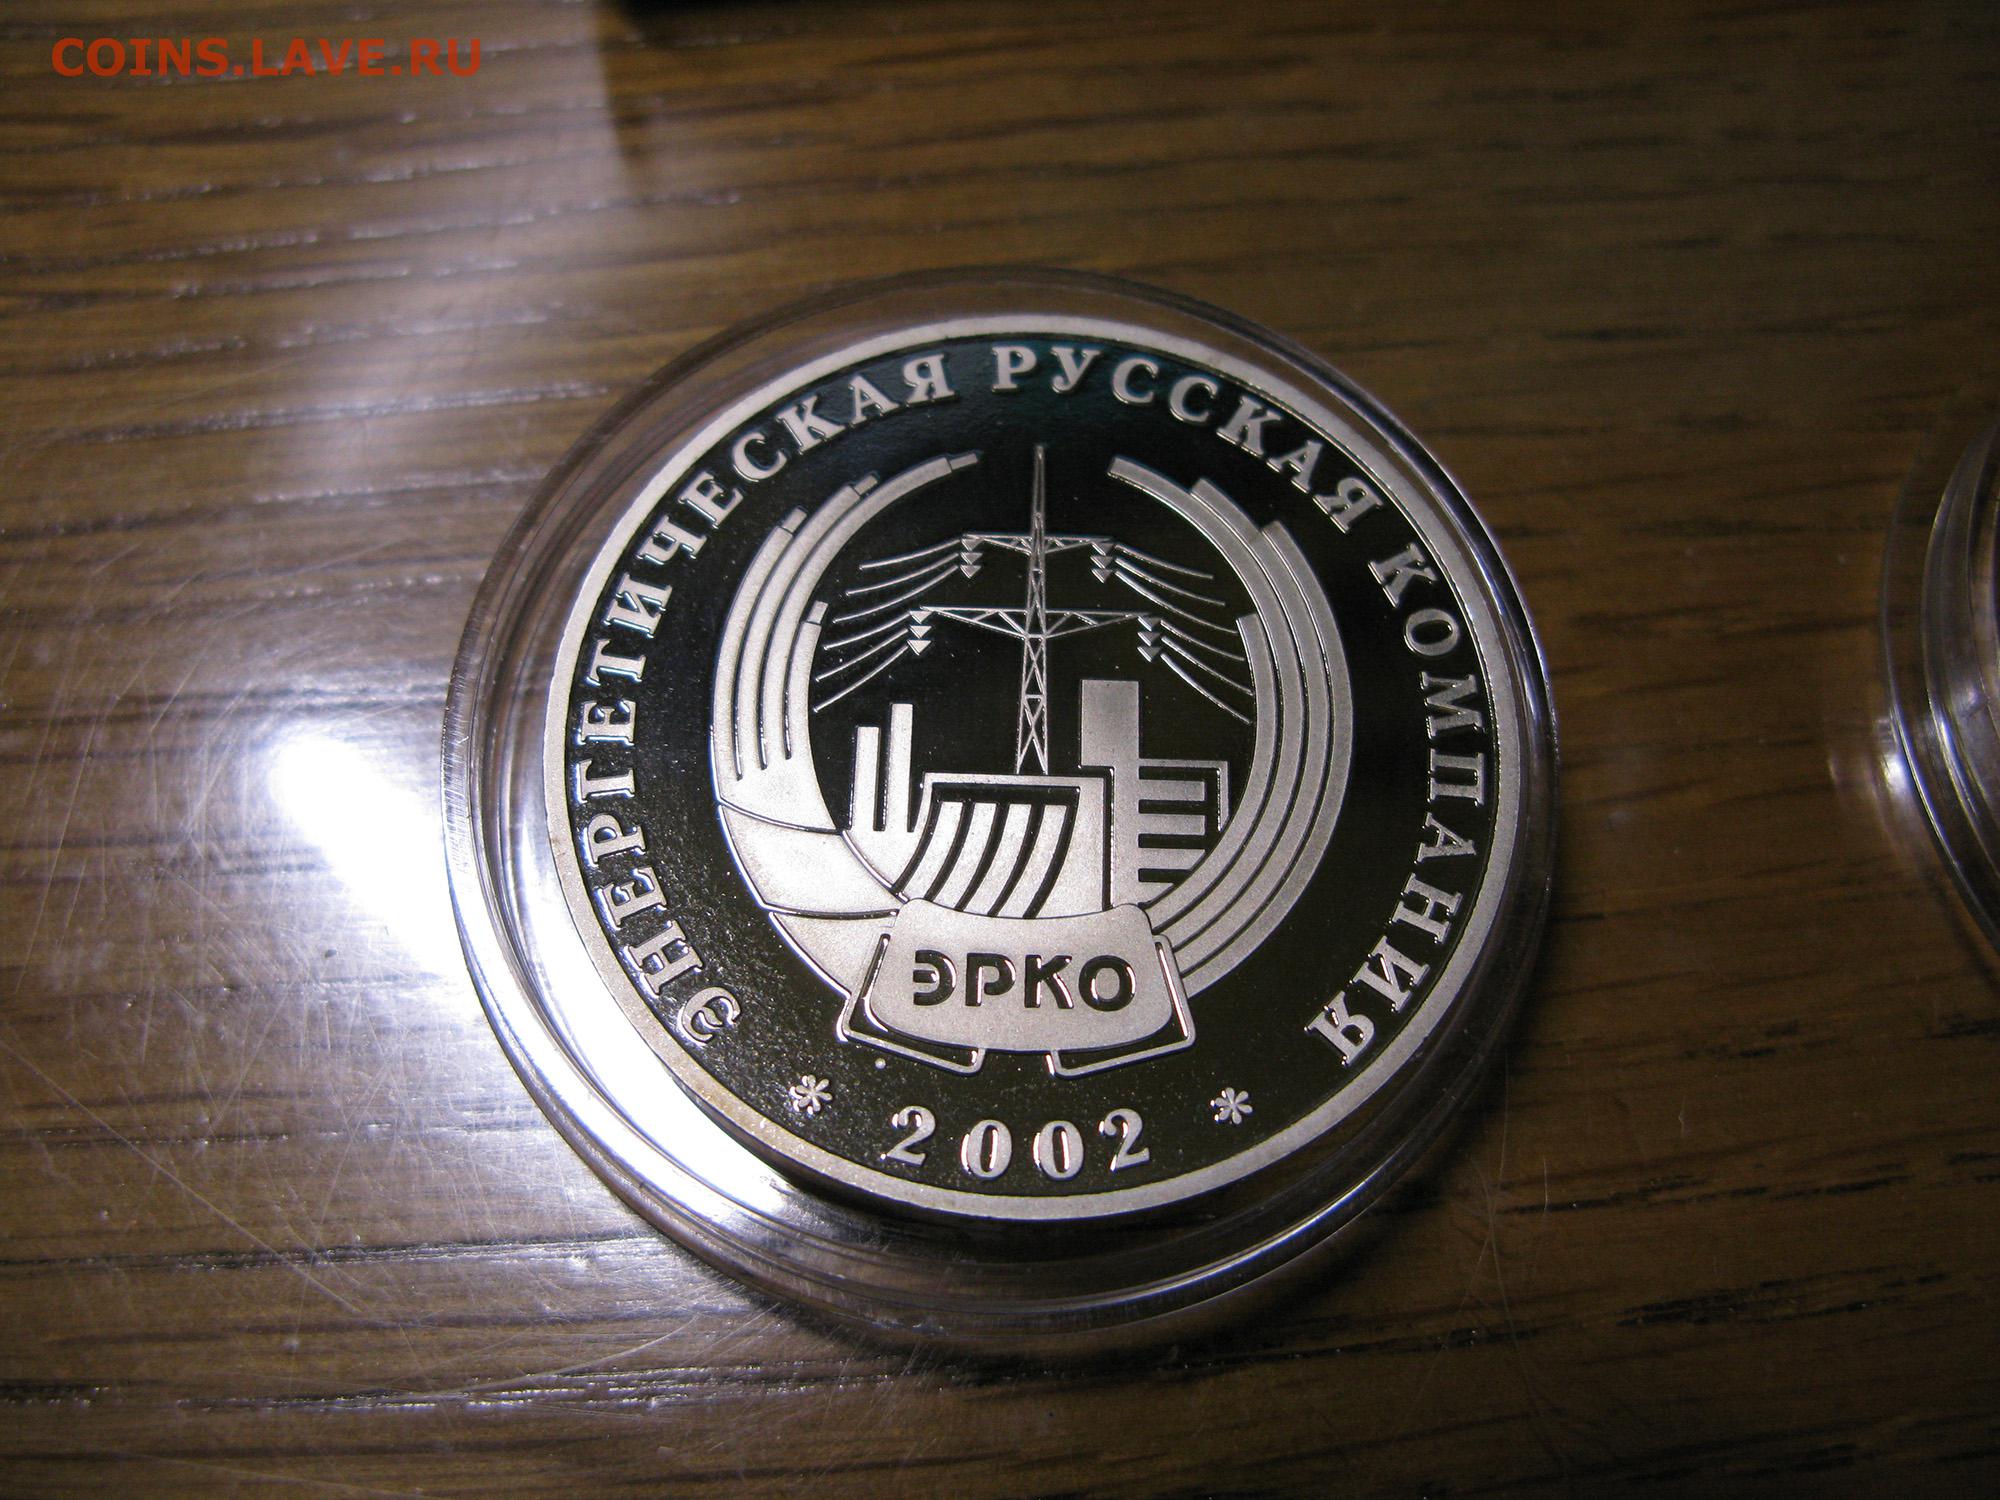 COINS.LAVE.RU
ЭНЕРГЕТИЧЕСКАЯ РУССКАЯ КОМПАНИЯ
ЭРКО
* 2002 *